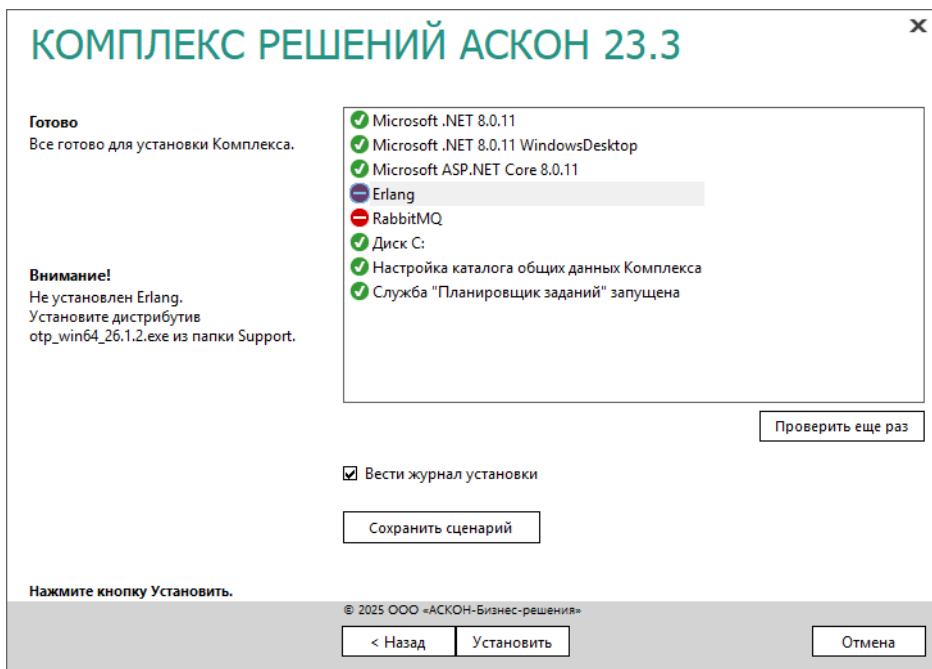 КОМПЛЕКС РЕШЕНИЙ АСКОН 23.3
Готово
Все готово для установки Комплекса.
Microsoft .NET 8.0.11
Microsoft .NET 8.0.11 WindowsDesktop
Microsoft ASP.NET Core 8.0.11
Erlang
RabbitMQ
Диск C:
Настройка каталога общих данных Комплекса
Служба "Планировщик заданий" запущена
Внимание!
Не установлен Erlang.
Установите дистрибутив
otp_win64_26.1.2.exe из папки Support.
Проверить еще раз
Вести журнал установки
Сохранить сценарий
Нажмите кнопку Установить.
© 2025 ООО «АСКОН-Бизнес-решения»
< Назад
Установить
Отмена